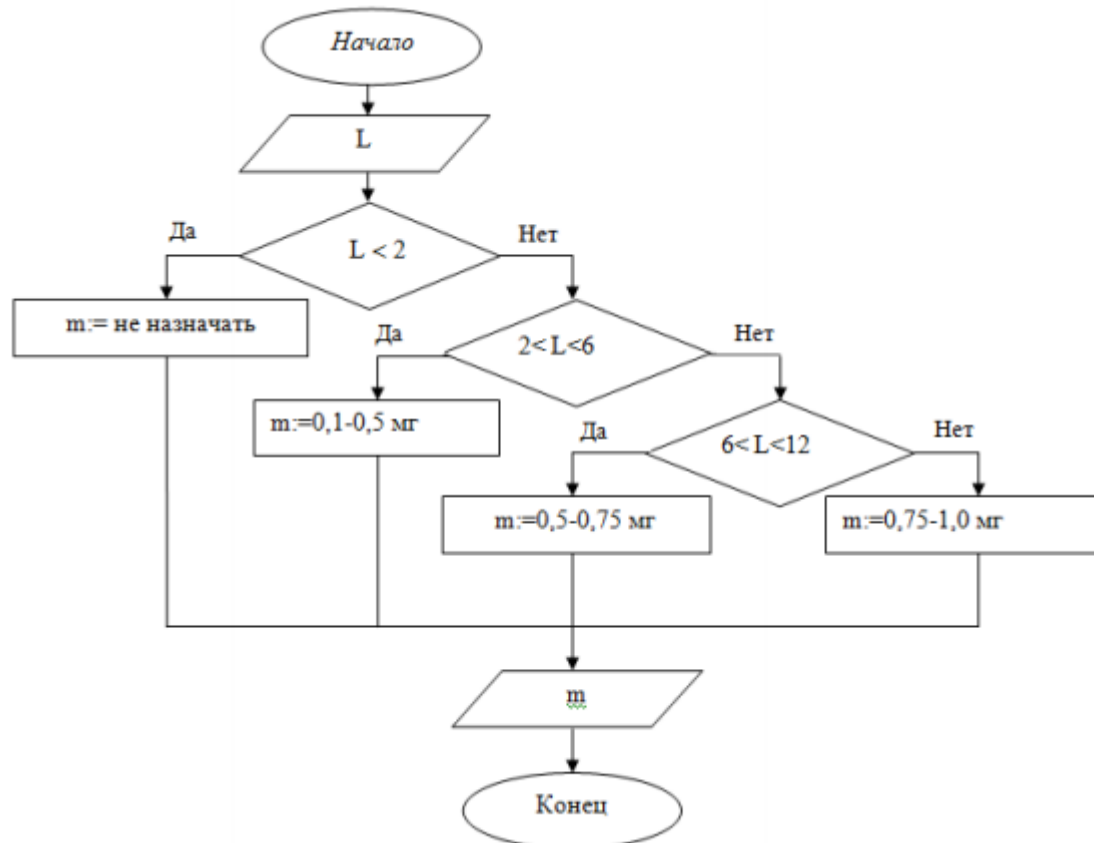 Начало
L
L < 2
Да
Нет
m:= не назначать
2< L<6
Да
Нет
m:=0,1-0,5 мг
6< L<12
Да
Нет
m:=0,5-0,75 мг
m:=0,75-1,0 мг
m
Конец